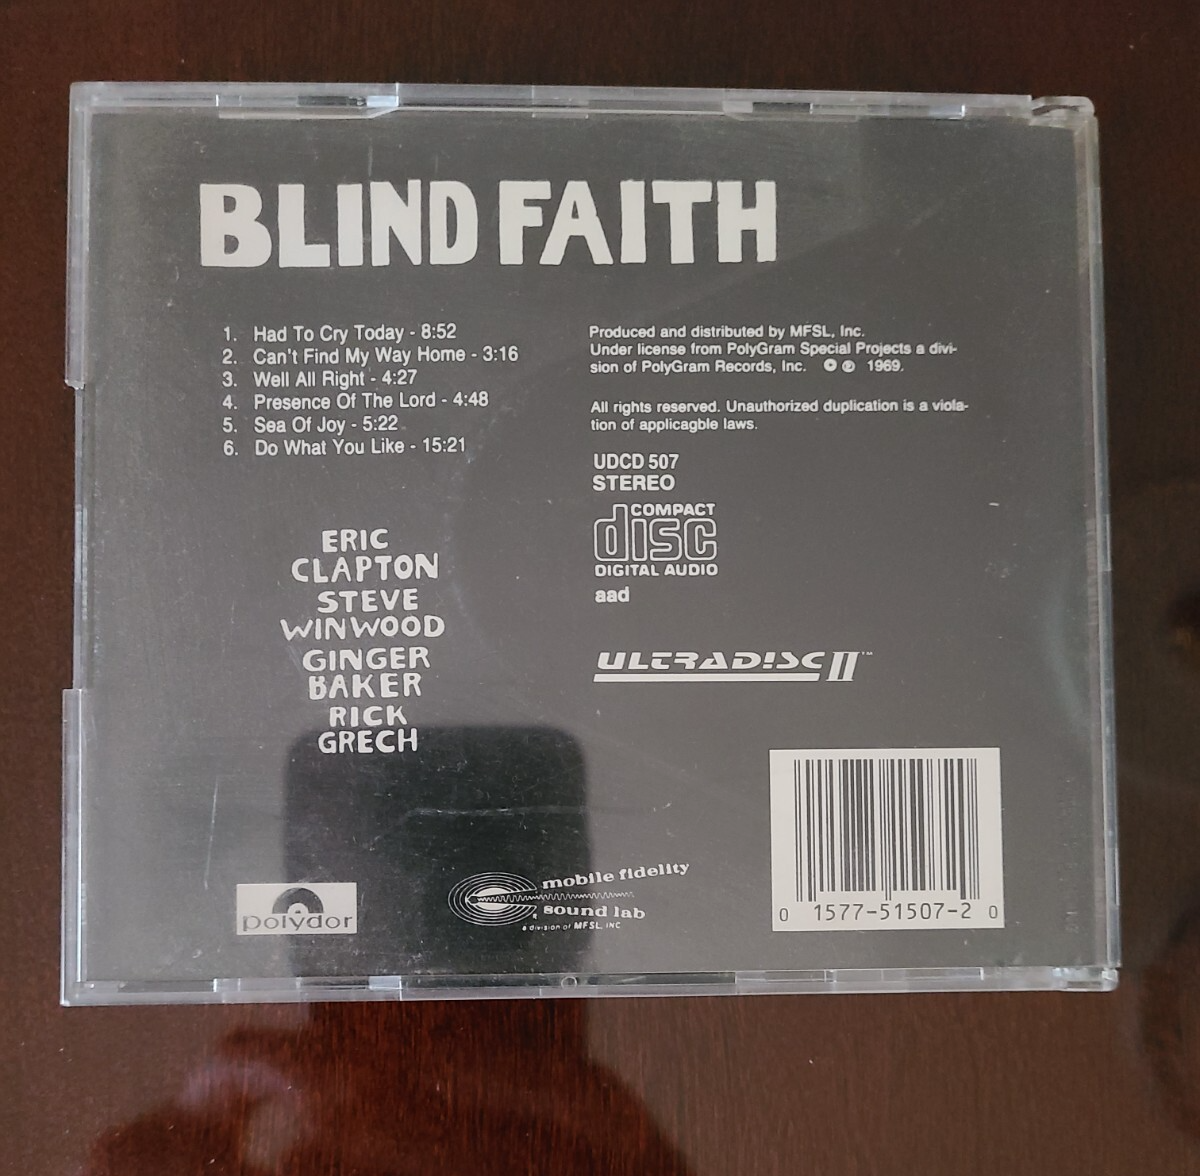 BLIND FAITH
1. Had To Cry Today - 8:52
2. Can't Find My Way Home - 3:16
3. Well All Right - 4:27
4. Presence Of The Lord - 4:48
5. Sea Of Joy - 5:22
6. Do What You Like - 15:21
Produced and distributed by MFSL, Inc.
Under license from PolyGram Special Projects a divi-
sion of PolyGram Records, Inc. © ℗ 1969.
All rights reserved. Unauthorized duplication is a viola-
tion of applicagble laws.
UDCD 507
STEREO
COMPACT
disc
DIGITAL AUDIO
aad
ULTRADISC II™
ERIC
CLAPTON
STEVE
WINWOOD
GINGER
BAKER
RICK
GRECH
polydor
mobile fidelity
sound lab
a division of MFSL, INC
0 1577-51507-2 0